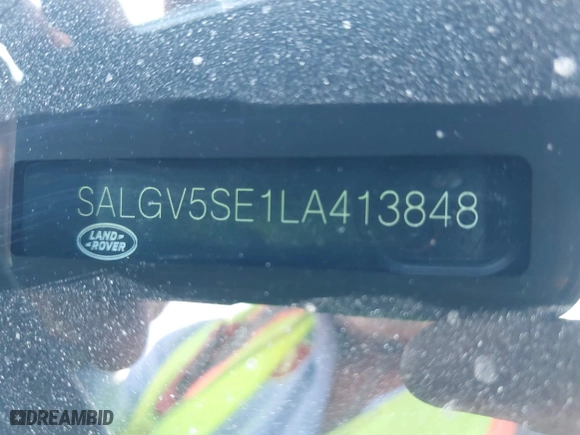 SALGV5SE1LA413848
LAND-
-ROVER
DREAMBID